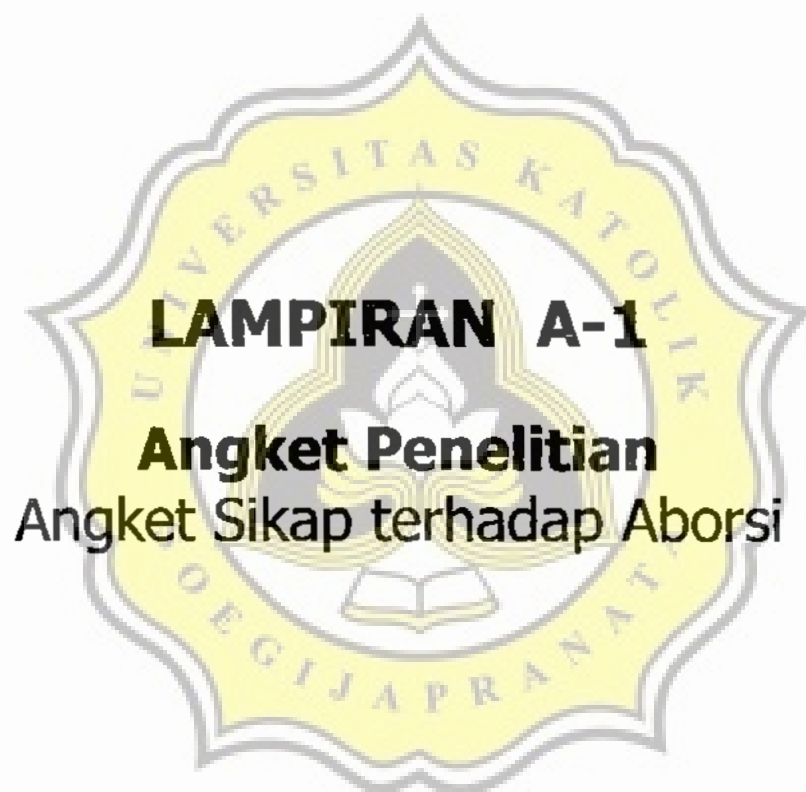 UNIVERSITAS KATOLIK
LAMPIRAN A-1
Angket Penelitian
Angket Sikap terhadap Aborsi
SOEGIJAPRANATA